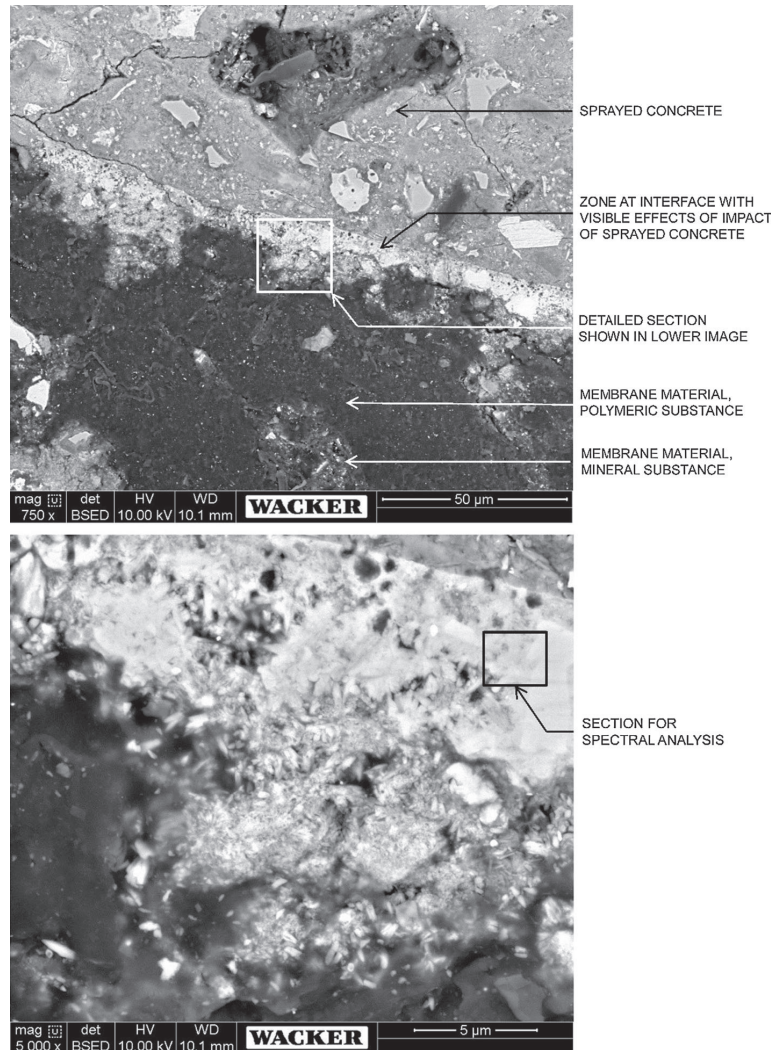 SPRAYED CONCRETE
ZONE AT INTERFACE WITH
VISIBLE EFFECTS OF IMPACT
OF SPRAYED CONCRETE
DETAILED SECTION
SHOWN IN LOWER IMAGE
MEMBRANE MATERIAL,
POLYMERIC SUBSTANCE
MEMBRANE MATERIAL,
MINERAL SUBSTANCE
mag det HV WD WACKER 50 µm
750 x BSED 10.00 kV 10.1 mm
SECTION FOR
SPECTRAL ANALYSIS
mag det HV WD WACKER 5 µm
5 000 x BSED 10.00 kV 10.1 mm